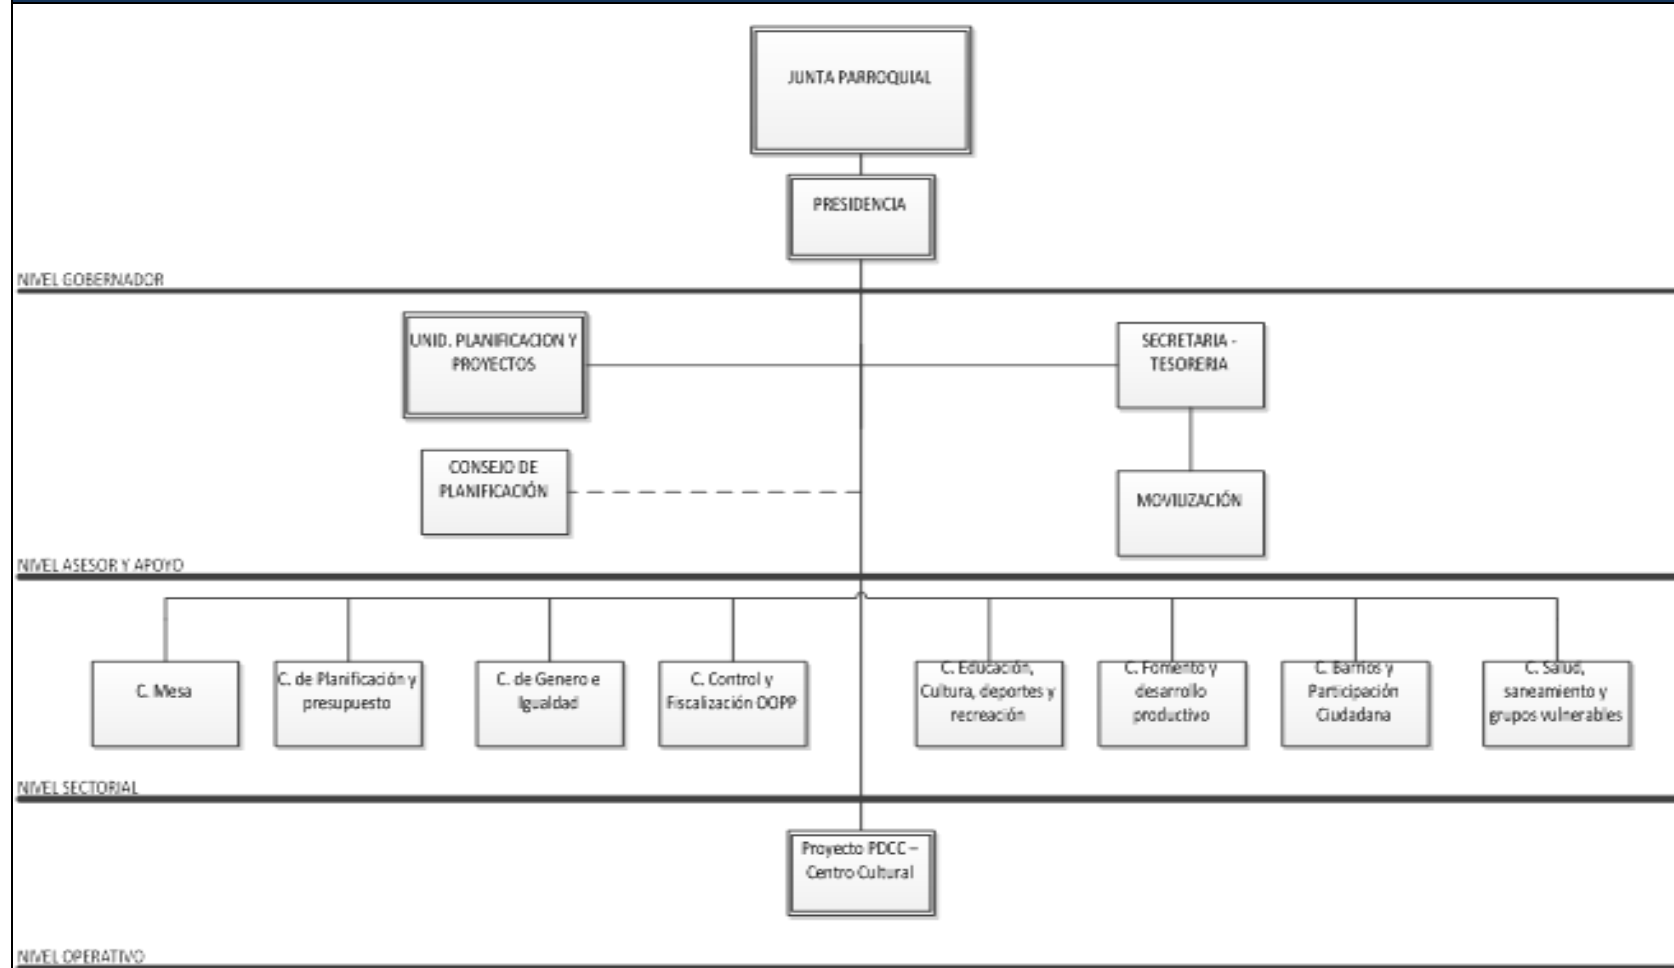 JUNTA PARROQUIAL
PRESIDENCIA
NIVEL GOBERNADOR
UNID. PLANIFICACION Y
PROYECTOS
SECRETARIA -
TESORERIA
CONSEJO DE
PLANIFICACIÓN
MOVILIZACIÓN
NIVEL ASESOR Y APOYO
C. Mesa
C. de Planificación y
presupuesto
C. de Genero e
Igualdad
C. Control y
Fiscalización OOPP
C. Educación,
Cultura, deportes y
recreación
C. Fomento y
desarrollo
productivo
C. Barrios y
Participación
Ciudadana
C. Salud,
saneamiento y
grupos vulnerables
NIVEL SECTORIAL
Proyecto PDCC –
Centro Cultural
NIVEL OPERATIVO